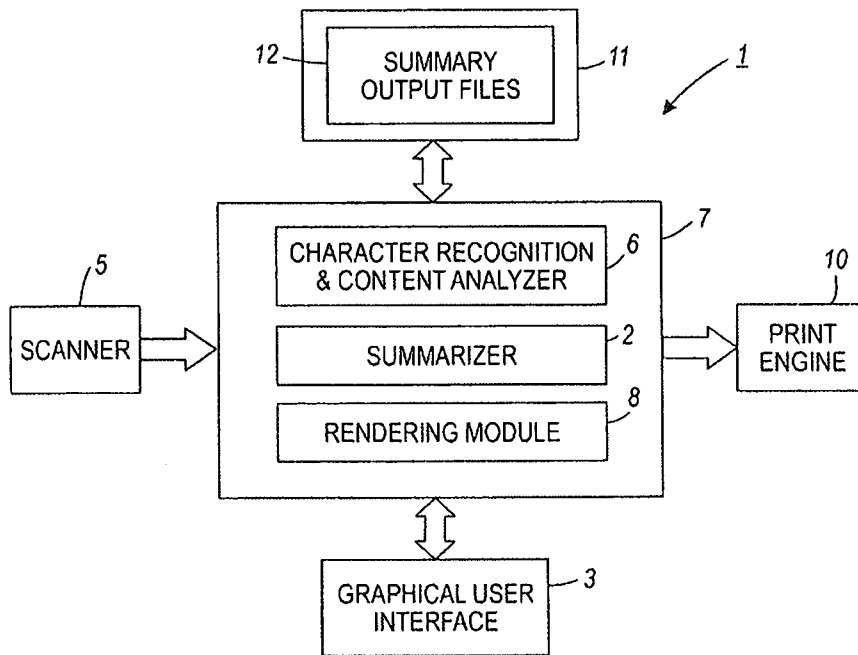 12
SUMMARY
OUTPUT FILES
11
1
5
SCANNER
7
CHARACTER RECOGNITION
& CONTENT ANALYZER
6
SUMMARIZER
2
RENDERING MODULE
8
10
PRINT
ENGINE
GRAPHICAL USER
INTERFACE
3